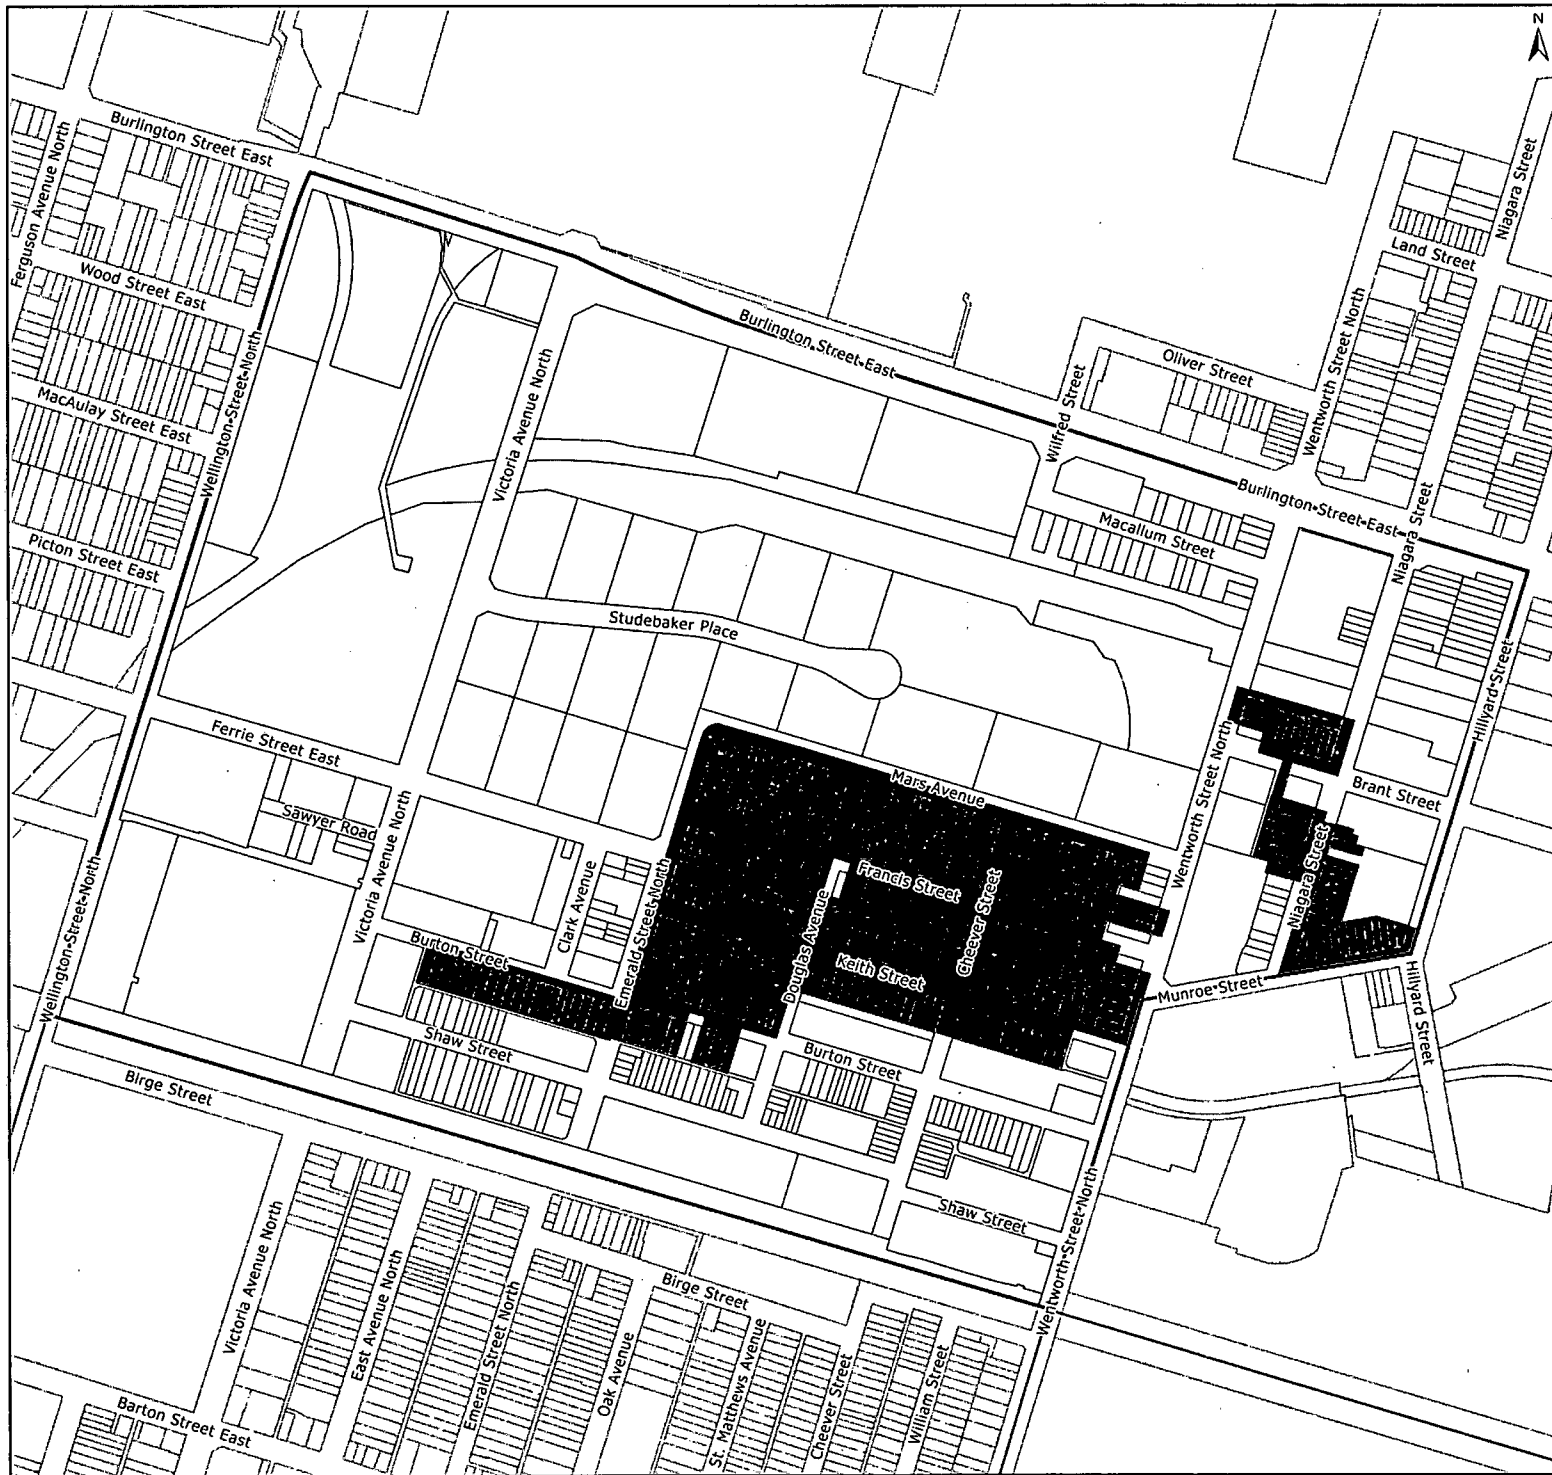 N
Burlington Street East
Ferguson Avenue North
Niagara Street
Land Street
Wood Street East
Burlington Street East
Wentworth Street North
Oliver Street
Wellington Street North
Victoria Avenue North
Wilfred Street
MacAulay Street East
Burlington Street East
Niagara Street
Macallum Street
Picton Street East
Studebaker Place
Hillyard Street
Ferrie Street East
Mars Avenue
Wentworth Street North
Brant Street
Sawyer Road
Victoria Avenue North
Clark Avenue
Emerald Street North
Francis Street
Cheever Street
Niagara Street
Wellington Street North
Burton Street
Douglas Avenue
Keith Street
Munroe Street
Hillyard Street
Shaw Street
Burton Street
Birge Street
Shaw Street
Wentworth Street North
Victoria Avenue North
East Avenue North
Emerald Street North
Oak Avenue
Birge Street
St. Matthews Avenue
Cheever Street
William Street
Barton Street East